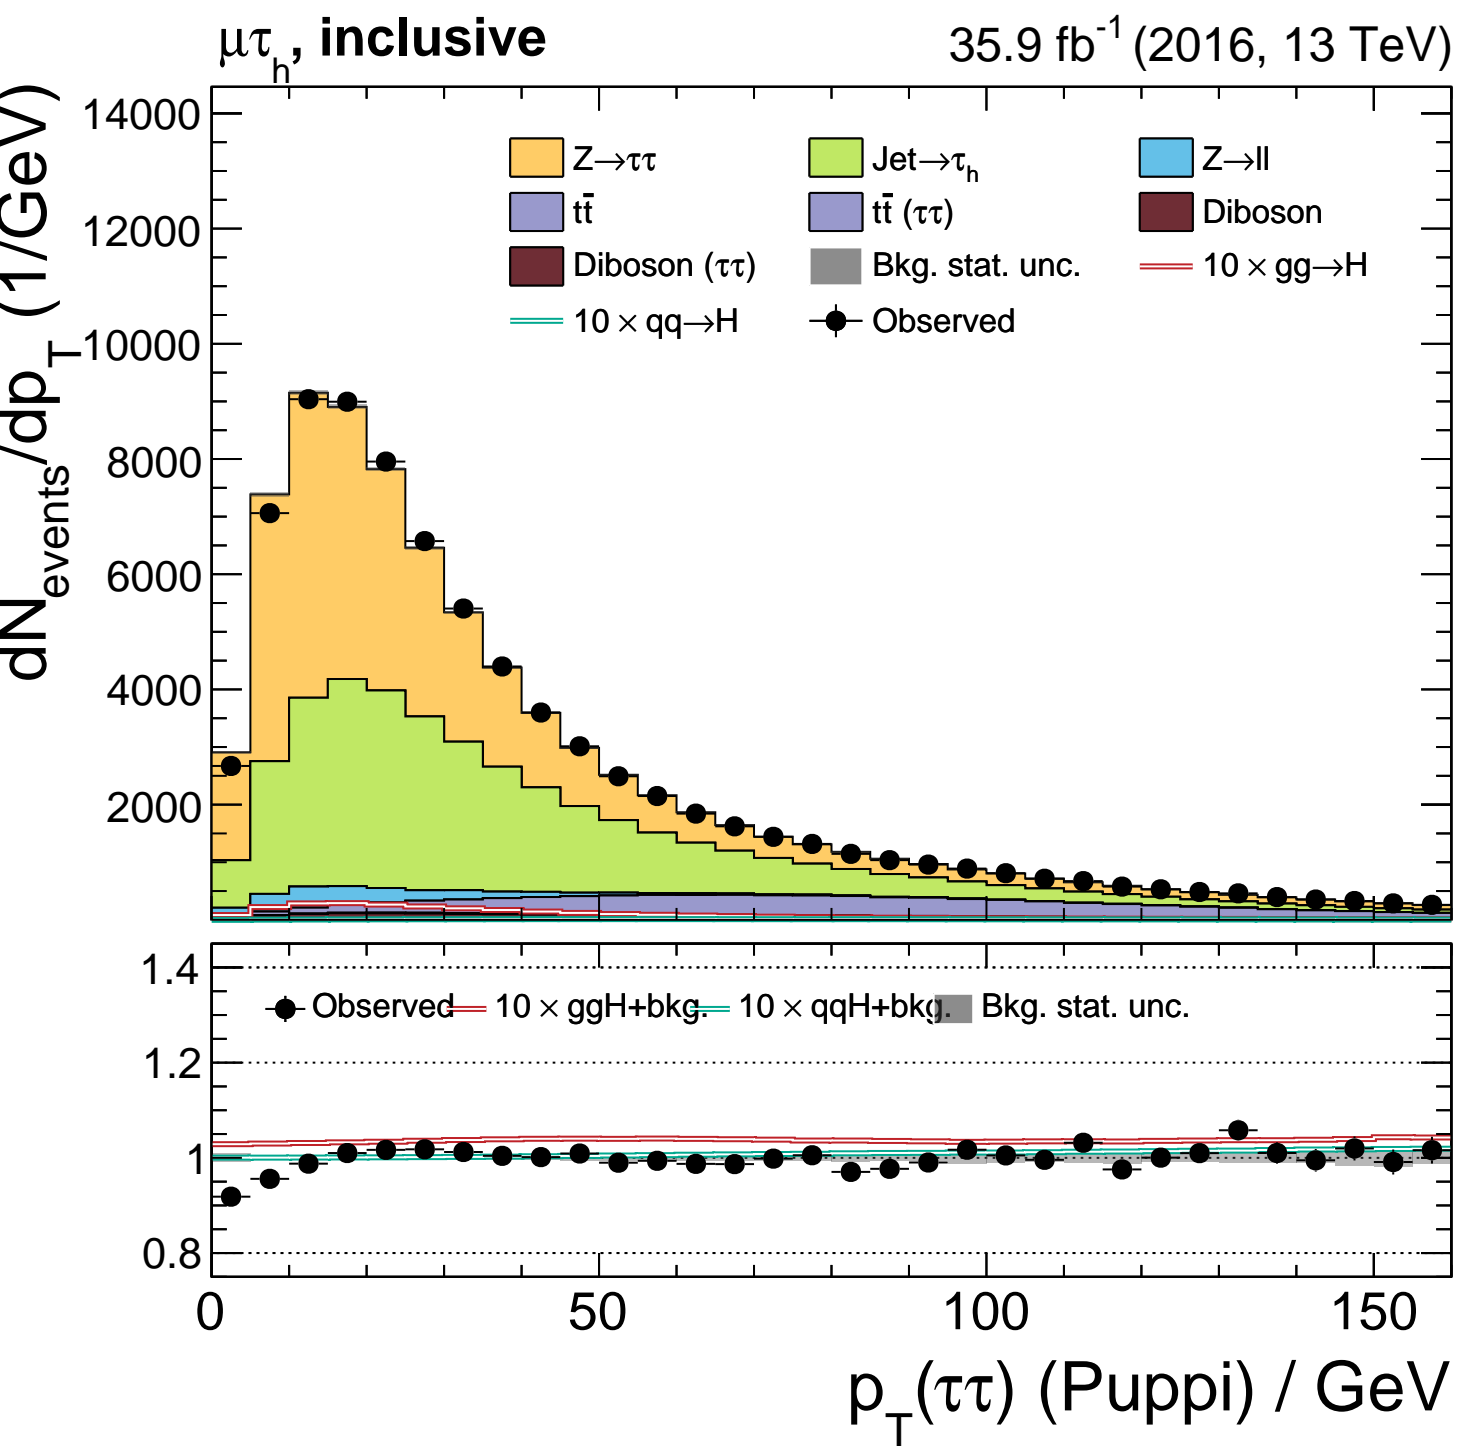 μτh, inclusive
35.9 fb-1 (2016, 13 TeV)
dNevents/dpT (1/GeV)
14000
12000
10000
8000
6000
4000
2000
Z→ττ
Jet→τh
Z→ll
tt̄
tt̄ (ττ)
Diboson
Diboson (ττ)
Bkg. stat. unc.
10 × gg→H
10 × qq→H
Observed
1.4
1.2
1
0.8
Observed
10 × ggH+bkg.
10 × qqH+bkg.
Bkg. stat. unc.
0
50
100
150
pT(ττ) (Puppi) / GeV